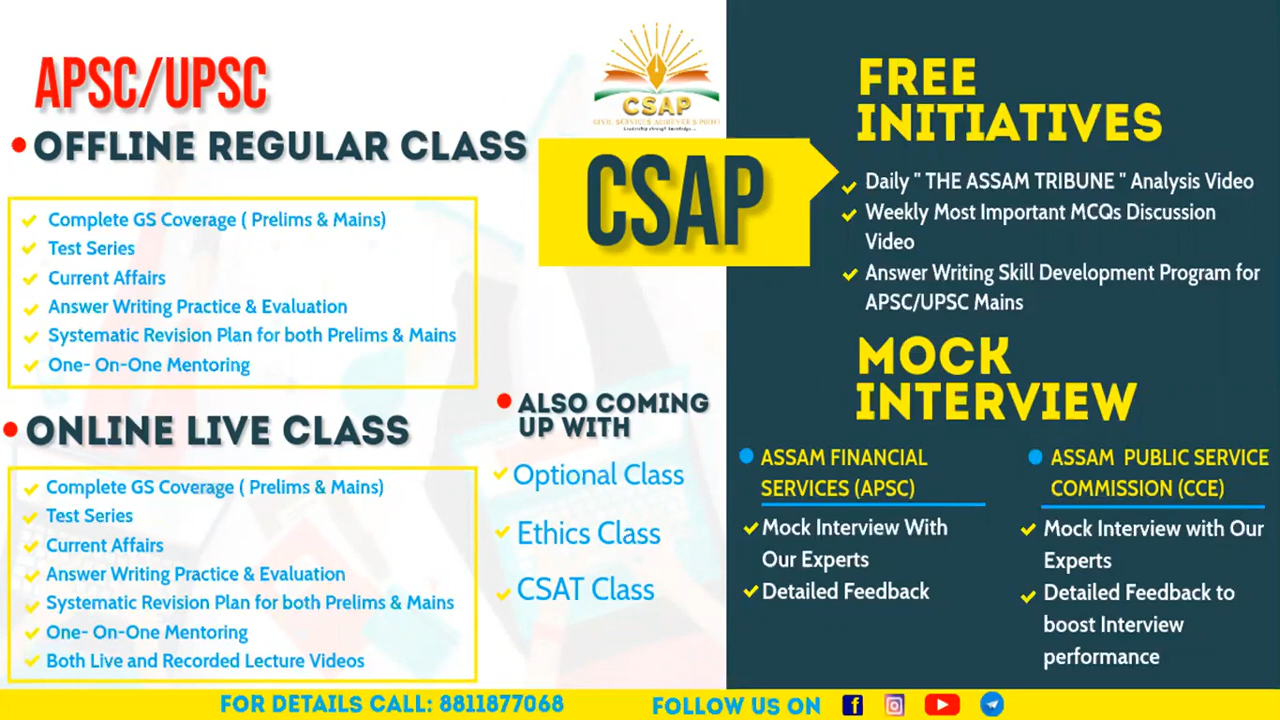 APSC/UPSC
OFFLINE REGULAR CLASS
Complete GS Coverage ( Prelims & Mains)
Test Series
Current Affairs
Answer Writing Practice & Evaluation
Systematic Revision Plan for both Prelims & Mains
One- On-One Mentoring
ONLINE LIVE CLASS
Complete GS Coverage ( Prelims & Mains)
Test Series
Current Affairs
Answer Writing Practice & Evaluation
Systematic Revision Plan for both Prelims & Mains
One- On-One Mentoring
Both Live and Recorded Lecture Videos
CSAP
CIVIL SERVICES ACHIEVER'S POINT
Leadership through knowledge...
CSAP
ALSO COMING
UP WITH
Optional Class
Ethics Class
CSAT Class
FREE
INITIATIVES
Daily " THE ASSAM TRIBUNE " Analysis Video
Weekly Most Important MCQs Discussion
Video
Answer Writing Skill Development Program for
APSC/UPSC Mains
MOCK
INTERVIEW
ASSAM FINANCIAL
SERVICES (APSC)
Mock Interview With
Our Experts
Detailed Feedback
ASSAM PUBLIC SERVICE
COMMISSION (CCE)
Mock Interview with Our
Experts
Detailed Feedback to
boost Interview
performance
FOR DETAILS CALL: 8811877068
FOLLOW US ON